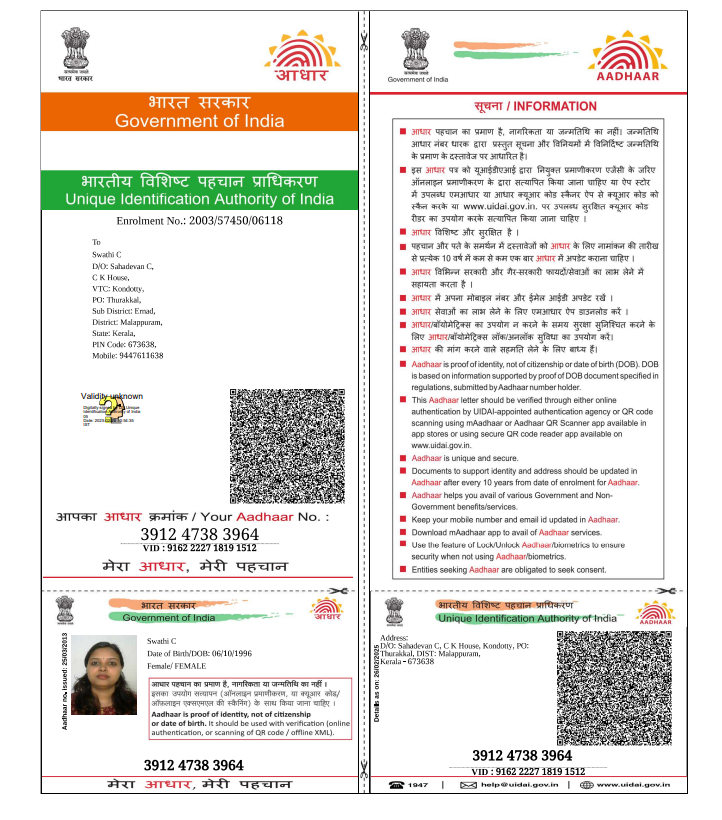 सत्यमेव जयते
भारत सरकार
आधार
भारत सरकार
Government of India
भारतीय विशिष्ट पहचान प्राधिकरण
Unique Identification Authority of India
Enrolment No.: 2003/57450/06118
To
Swathi C
D/O: Sahadevan C,
C K House,
VTC: Kondotty,
PO: Thurakkal,
Sub District: Ernad,
District: Malappuram,
State: Kerala,
PIN Code: 673638,
Mobile: 9447611638
Validity unknown
Digitally signed Unique
Identification Authority of India
05
IST
आपका आधार क्रमांक / Your Aadhaar No. :
3912 4738 3964
VID : 9162 2227 1819 1512
मेरा आधार, मेरी पहचान
भारत सरकार
Government of India
आधार
Aadhaar no. issued: 25/03/2013
Swathi C
Date of Birth/DOB: 06/10/1996
Female/ FEMALE
आधार पहचान का प्रमाण है, नागरिकता या जन्मतिथि का नहीं ।
इसका उपयोग सत्यापन (ऑनलाइन प्रमाणीकरण, या क्यूआर कोड/
ऑफ़लाइन एक्सएमएल की स्कैनिंग) के साथ किया जाना चाहिए ।
Aadhaar is proof of identity, not of citizenship
or date of birth. It should be used with verification (online
authentication, or scanning of QR code / offline XML).
3912 4738 3964
मेरा आधार, मेरी पहचान
सत्यमेव जयते
Government of India
AADHAAR
सूचना / INFORMATION
आधार पहचान का प्रमाण है, नागरिकता या जन्मतिथि का नहीं। जन्मतिथि
आधार नंबर धारक द्वारा प्रस्तुत सूचना और विनियमों में विनिर्दिष्ट जन्मतिथि
के प्रमाण के दस्तावेज पर आधारित है।
इस आधार पत्र को यूआईडीएआई द्वारा नियुक्त प्रमाणीकरण एजेंसी के जरिए
ऑनलाइन प्रमाणीकरण के द्वारा सत्यापित किया जाना चाहिए या ऐप स्टोर
में उपलब्ध एमआधार या आधार क्यूआर कोड स्कैनर ऐप से क्यूआर कोड को
स्कैन करके या www.uidai.gov.in. पर उपलब्ध सुरक्षित क्यूआर कोड
रीडर का उपयोग करके सत्यापित किया जाना चाहिए ।
आधार विशिष्ट और सुरक्षित है ।
पहचान और पते के समर्थन में दस्तावेजों को आधार के लिए नामांकन की तारीख
से प्रत्येक 10 वर्ष में कम से कम एक बार आधार में अपडेट कराना चाहिए ।
आधार विभिन्न सरकारी और गैर-सरकारी फायदों/सेवाओं का लाभ लेने में
सहायता करता है ।
आधार में अपना मोबाइल नंबर और ईमेल आईडी अपडेट रखें ।
आधार सेवाओं का लाभ लेने के लिए एमआधार ऐप डाउनलोड करें ।
आधार/बॉयोमेट्रिक्स का उपयोग न करने के समय सुरक्षा सुनिश्चित करने के
लिए आधार/बॉयोमेट्रिक्स लॉक/अनलॉक सुविधा का उपयोग करें।
आधार की मांग करने वाले सहमति लेने के लिए बाध्य हैं।
Aadhaar is proof of identity, not of citizenship or date of birth (DOB). DOB
is based on information supported by proof of DOB document specified in
regulations, submitted by Aadhaar number holder.
This Aadhaar letter should be verified through either online
authentication by UIDAI-appointed authentication agency or QR code
scanning using mAadhaar or Aadhaar QR Scanner app available in
app stores or using secure QR code reader app available on
www.uidai.gov.in.
Aadhaar is unique and secure.
Documents to support identity and address should be updated in
Aadhaar after every 10 years from date of enrolment for Aadhaar.
Aadhaar helps you avail of various Government and Non-
Government benefits/services.
Keep your mobile number and email id updated in Aadhaar.
Download mAadhaar app to avail of Aadhaar services.
Use the feature of Lock/Unlock Aadhaar/biometrics to ensure
security when not using Aadhaar/biometrics.
Entities seeking Aadhaar are obligated to seek consent.
भारतीय विशिष्ट पहचान प्राधिकरण
Unique Identification Authority of India
AADHAAR
Details as on: 26/02/2025
Address:
D/O: Sahadevan C, C K House, Kondotty, PO:
Thurakkal, DIST: Malappuram,
Kerala - 673638
3912 4738 3964
VID : 9162 2227 1819 1512
1947 | help@uidai.gov.in | www.uidai.gov.in